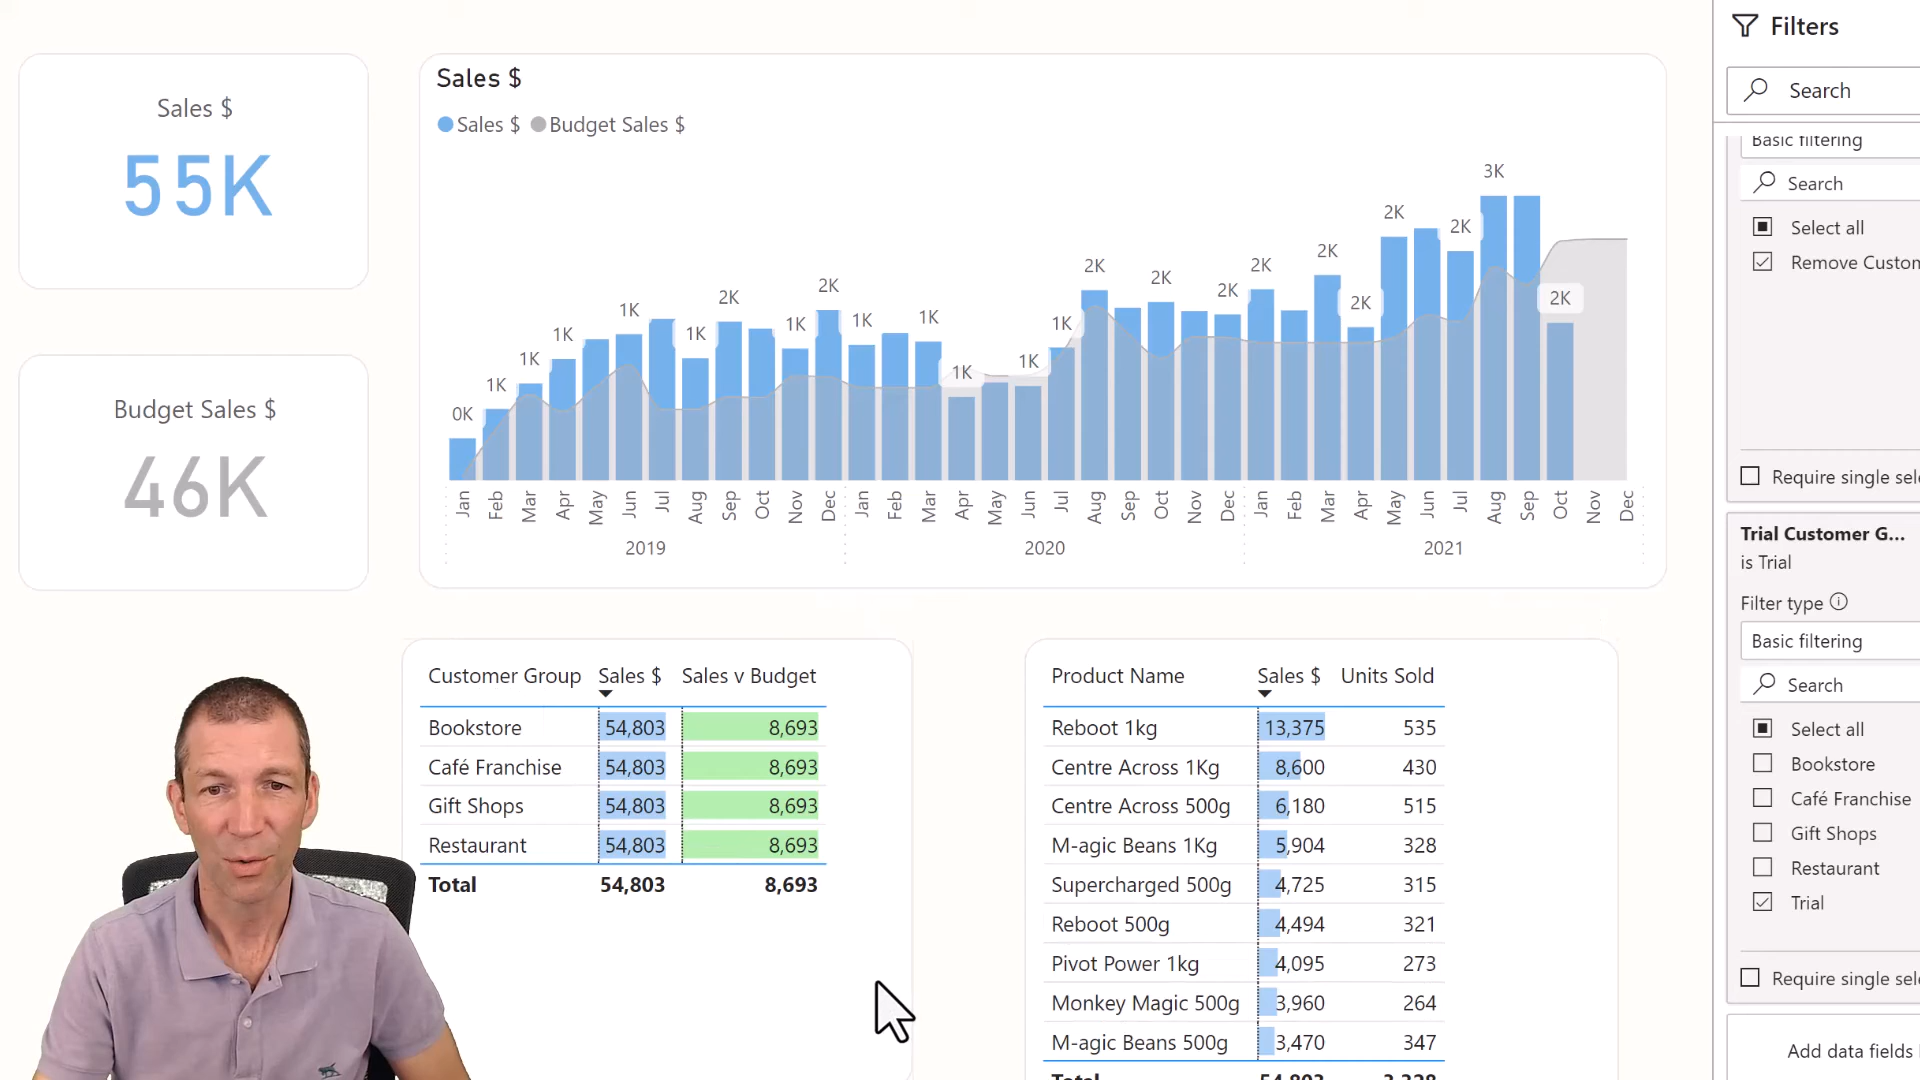 Sales $
55K
Budget Sales $
46K
Sales $
Sales $ Budget Sales $
0K 1K 1K 1K 1K 1K 2K 1K 2K 1K 1K 1K 1K 1K 2K 2K 2K 2K 2K 2K 2K 2K 3K 2K
Jan Feb Mar Apr May Jun Jul Aug Sep Oct Nov Dec Jan Feb Mar Apr May Jun Jul Aug Sep Oct Nov Dec Jan Feb Mar Apr May Jun Jul Aug Sep Oct Nov Dec
2019 2020 2021
Customer Group Sales $ Sales v Budget
Bookstore 54,803 8,693
Café Franchise 54,803 8,693
Gift Shops 54,803 8,693
Restaurant 54,803 8,693
Total 54,803 8,693
Product Name Sales $ Units Sold
Reboot 1kg 13,375 535
Centre Across 1Kg 8,600 430
Centre Across 500g 6,180 515
M-agic Beans 1Kg 5,904 328
Supercharged 500g 4,725 315
Reboot 500g 4,494 321
Pivot Power 1kg 4,095 273
Monkey Magic 500g 3,960 264
M-agic Beans 500g 3,470 347
Total 54,803 3,328
Filters
Search
Basic filtering
Search
Select all
Remove Custom
Require single sele
Trial Customer G...
is Trial
Filter type
Basic filtering
Search
Select all
Bookstore
Café Franchise
Gift Shops
Restaurant
Trial
Require single sele
Add data fields